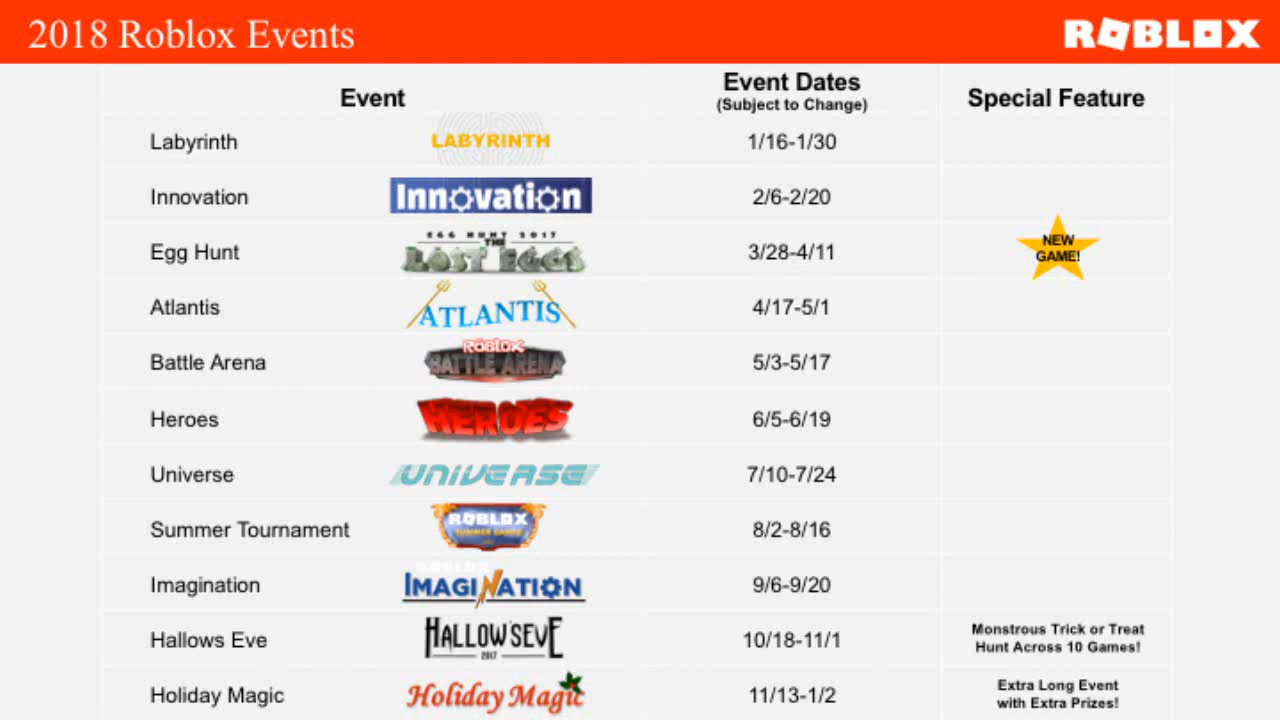 2018 Roblox Events
ROBLOX
Event
Event Dates
(Subject to Change)
Special Feature
Labyrinth
LABYRINTH
1/16-1/30
Innovation
Innovation
2/6-2/20
Egg Hunt
EGG HUNT 2017
THE
LOST EGGS
3/28-4/11
NEW
GAME!
Atlantis
ATLANTIS
4/17-5/1
Battle Arena
ROBLOX
BATTLE ARENA
5/3-5/17
Heroes
HEROES
6/5-6/19
Universe
UNIVERSE
7/10-7/24
Summer Tournament
ROBLOX
SUMMER GAMES
8/2-8/16
Imagination
ROBLOX
IMAGINATION
9/6-9/20
Hallows Eve
HALLOW'S EVE
2017
10/18-11/1
Monstrous Trick or Treat
Hunt Across 10 Games!
Holiday Magic
Holiday Magic
11/13-1/2
Extra Long Event
with Extra Prizes!